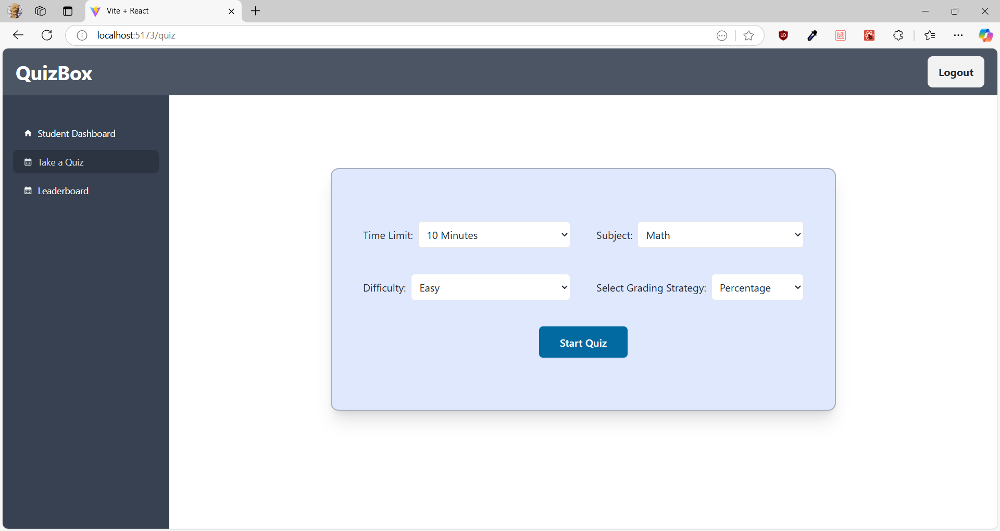 Vite + React
localhost:5173/quiz
QuizBox
Logout
Student Dashboard
Take a Quiz
Leaderboard
Time Limit: 10 Minutes
Subject: Math
Difficulty: Easy
Select Grading Strategy: Percentage
Start Quiz